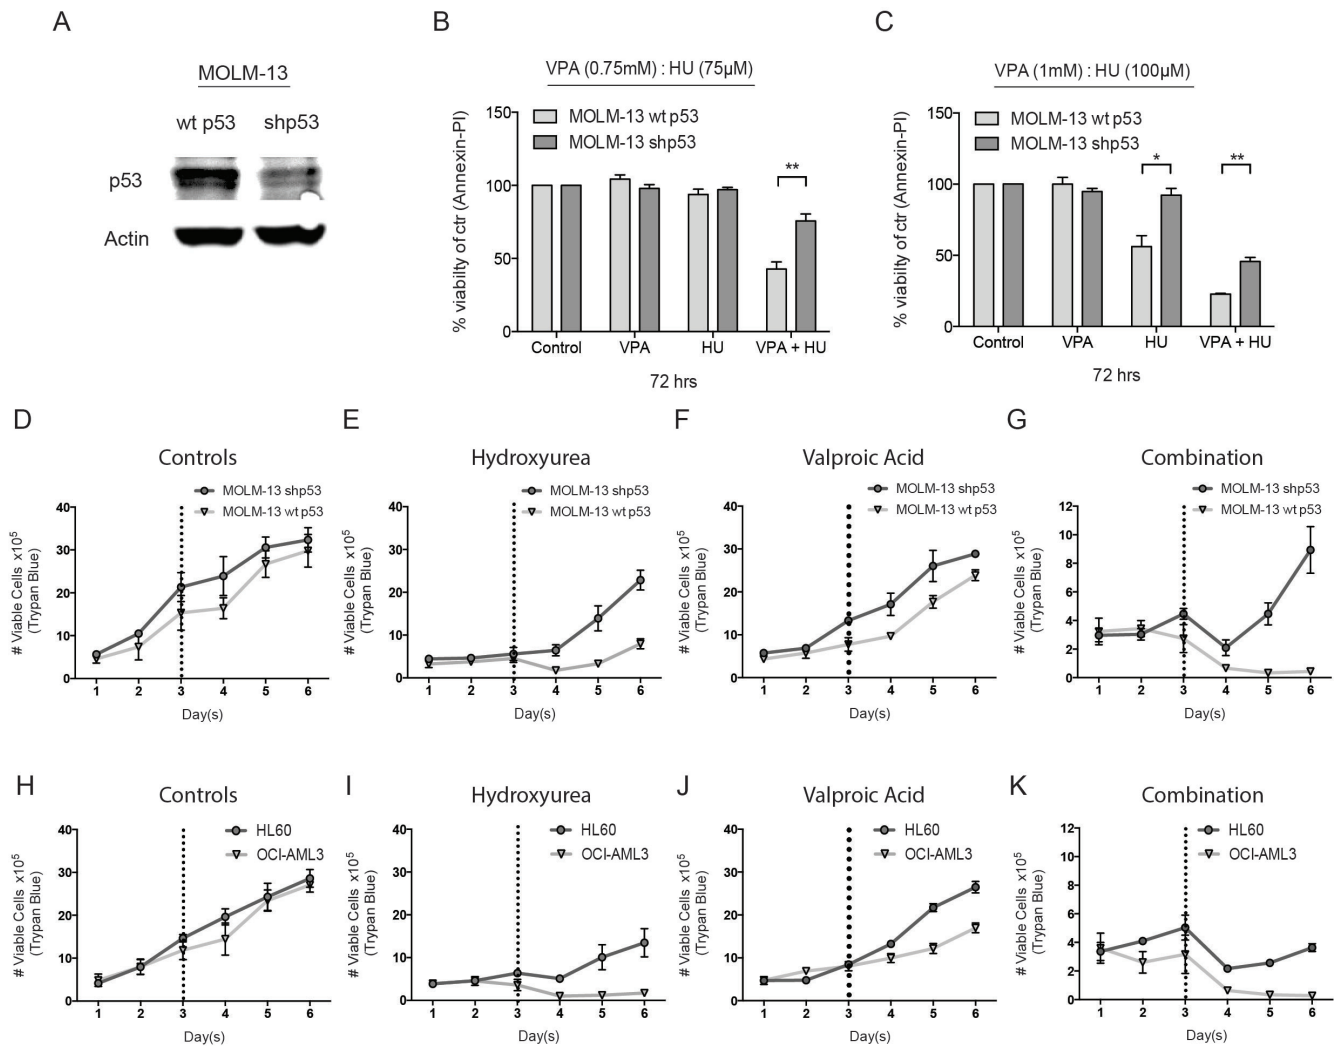 A
MOLM-13
wt p53 shp53
p53
Actin
B
VPA (0.75mM) : HU (75µM)
MOLM-13 wt p53
MOLM-13 shp53
% viabilty of ctr (Annexin-PI)
150
100
50
0
**
Control VPA HU VPA + HU
72 hrs
C
VPA (1mM) : HU (100µM)
MOLM-13 wt p53
MOLM-13 shp53
% viabilty of ctr (Annexin-PI)
150
100
50
0
* **
Control VPA HU VPA + HU
72 hrs
D
Controls
MOLM-13 shp53
MOLM-13 wt p53
# Viable Cells x10⁵
(Trypan Blue)
40
30
20
10
0
1 2 3 4 5 6
Day(s)
E
Hydroxyurea
MOLM-13 shp53
MOLM-13 wt p53
# Viable Cells x10⁵
(Trypan Blue)
40
30
20
10
0
1 2 3 4 5 6
Day(s)
F
Valproic Acid
MOLM-13 shp53
MOLM-13 wt p53
# Viable Cells x10⁵
(Trypan Blue)
40
30
20
10
0
1 2 3 4 5 6
Day(s)
G
Combination
MOLM-13 shp53
MOLM-13 wt p53
# Viable Cells x10⁵
(Trypan Blue)
12
10
8
6
4
2
0
1 2 3 4 5 6
Day(s)
H
Controls
HL60
OCI-AML3
# Viable Cells x10⁵
(Trypan Blue)
40
30
20
10
0
1 2 3 4 5 6
Day(s)
I
Hydroxyurea
HL60
OCI-AML3
# Viable Cells x10⁵
(Trypan Blue)
40
30
20
10
0
1 2 3 4 5 6
Day(s)
J
Valproic Acid
HL60
OCI-AML3
# Viable Cells x10⁵
(Trypan Blue)
40
30
20
10
0
1 2 3 4 5 6
Day(s)
K
Combination
HL60
OCI-AML3
# Viable Cells x10⁵
(Trypan Blue)
12
10
8
6
4
2
0
1 2 3 4 5 6
Day(s)